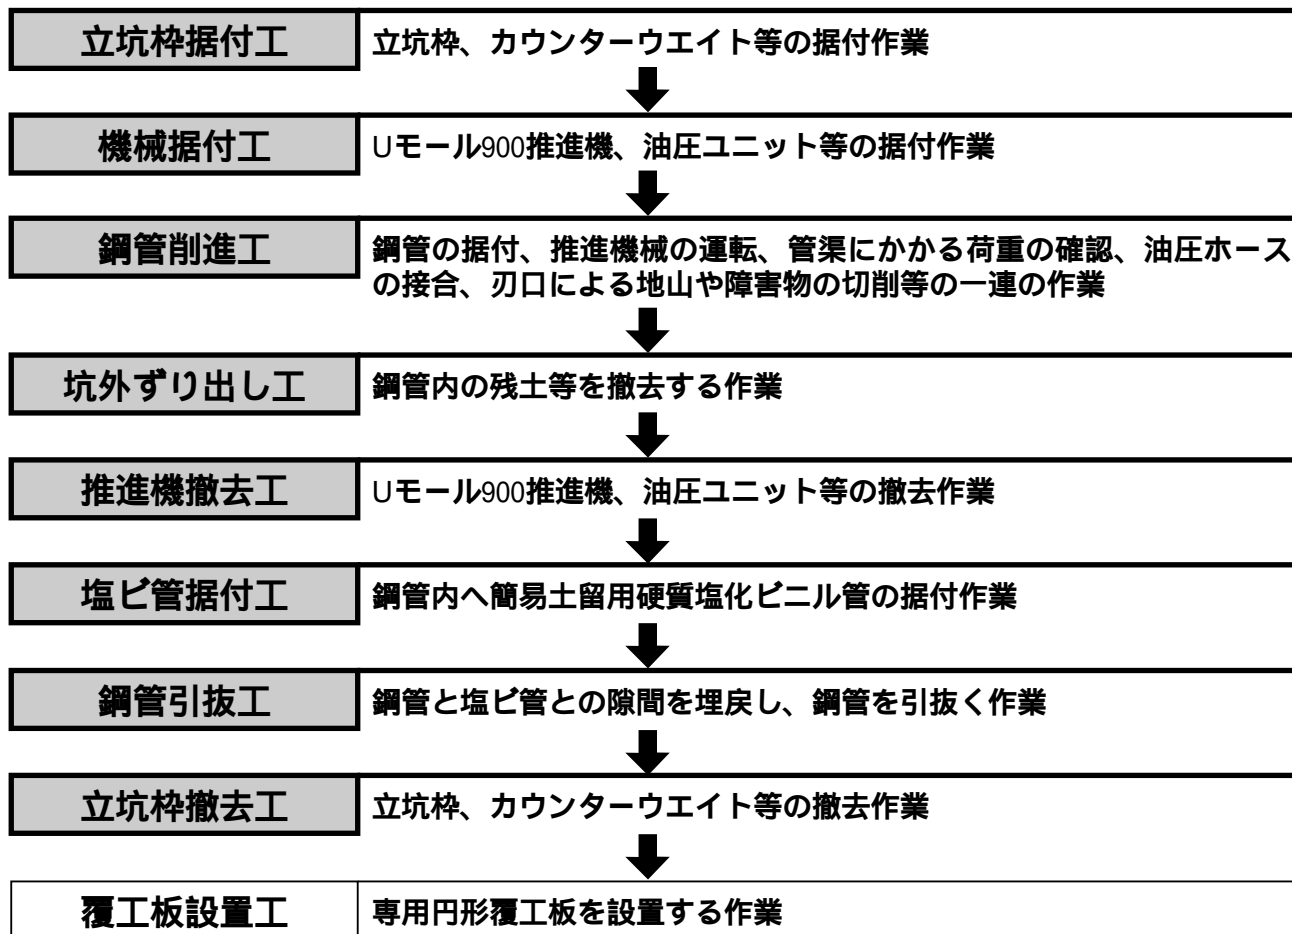 立坑枠据付工
立坑枠、カウンターウエイト等の据付作業
機械据付工
Uモール900推進機、油圧ユニット等の据付作業
鋼管削進工
鋼管の据付、推進機械の運転、管渠にかかる荷重の確認、油圧ホース
の接合、刃口による地山や障害物の切削等の一連の作業
坑外ずり出し工
鋼管内の残土等を撤去する作業
推進機撤去工
Uモール900推進機、油圧ユニット等の撤去作業
塩ビ管据付工
鋼管内へ簡易土留用硬質塩化ビニル管の据付作業
鋼管引抜工
鋼管と塩ビ管との隙間を埋戻し、鋼管を引抜く作業
立坑枠撤去工
立坑枠、カウンターウエイト等の撤去作業
覆工板設置工
専用円形覆工板を設置する作業